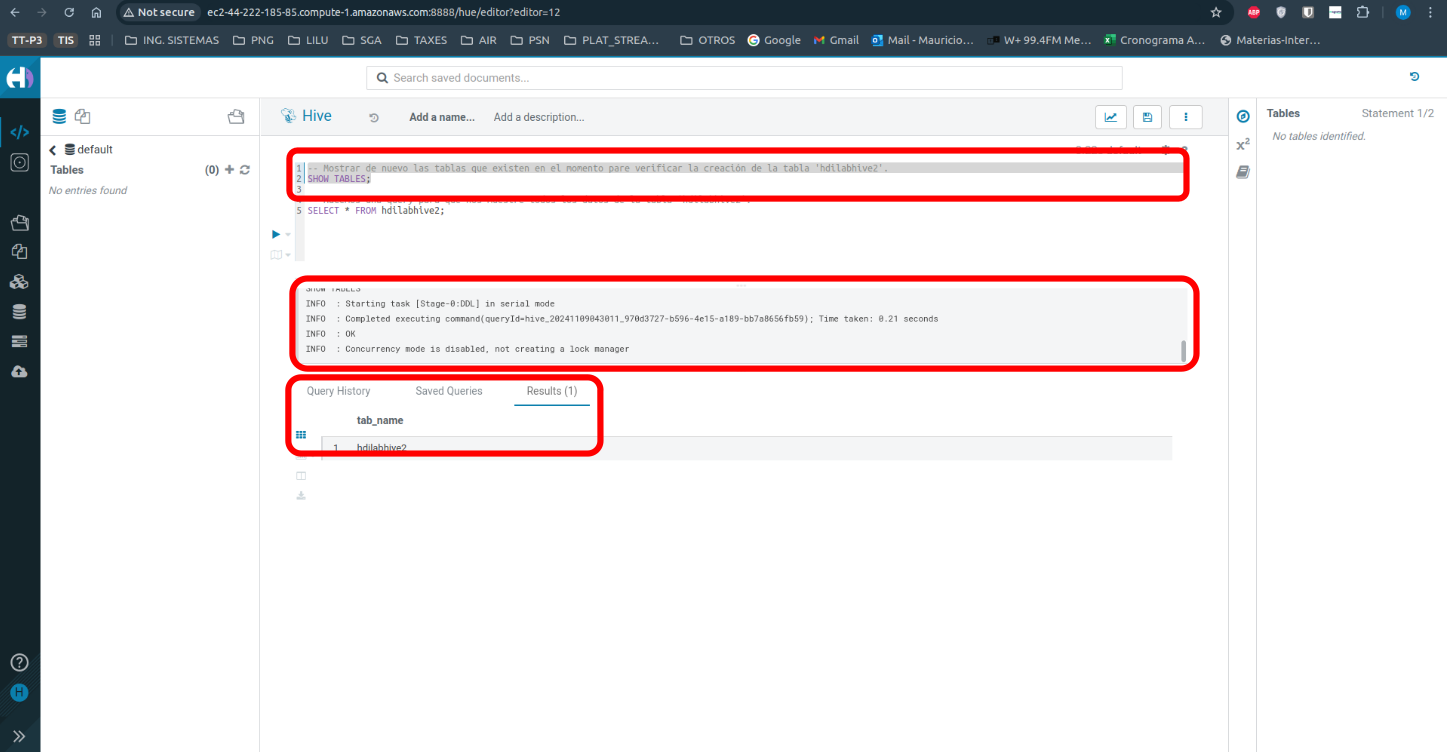 Not secure
ec2-44-222-185-85.compute-1.amazonaws.com:8888/hue/editor?editor=12
ABP
M
TT-P3 TIS ING. SISTEMAS PNG LILU SGA TAXES AIR PSN PLAT_STREA... OTROS Google Gmail Mail - Mauricio... W+ 99.4FM Me... Cronograma A... Materias-Inter...
Search saved documents...
Hive
Add a name...
Add a description...
Tables
Statement 1/2
No tables identified.
default
Tables
(0)
No entries found
1 -- Mostrar de nuevo las tablas que existen en el momento pare verificar la creación de la tabla 'hdilabhive2'.
2 SHOW TABLES;
3
5 SELECT * FROM hdilabhive2;
SHOW TABLES
INFO : Starting task [Stage-0:DDL] in serial mode
INFO : Completed executing command(queryId=hive_20241109043011_970d3727-b596-4e15-a189-bb7a8656fb59); Time taken: 0.21 seconds
INFO : OK
INFO : Concurrency mode is disabled, not creating a lock manager
Query History
Saved Queries
Results (1)
tab_name
1 hdilabhive2
x²
H